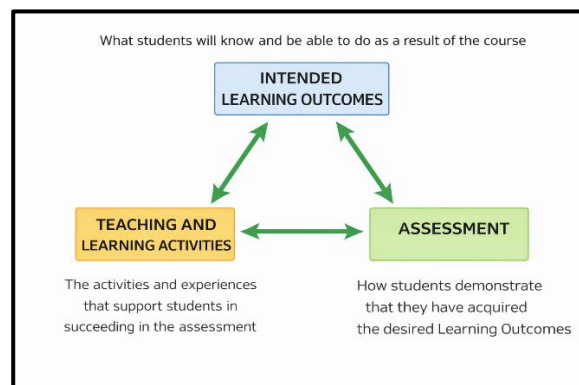 What students will know and be able to do as a result of the course
INTENDED
LEARNING OUTCOMES
TEACHING AND
LEARNING ACTIVITIES
ASSESSMENT
The activities and experiences
that support students in
succeeding in the assessment
How students demonstrate
that they have acquired
the desired Learning Outcomes